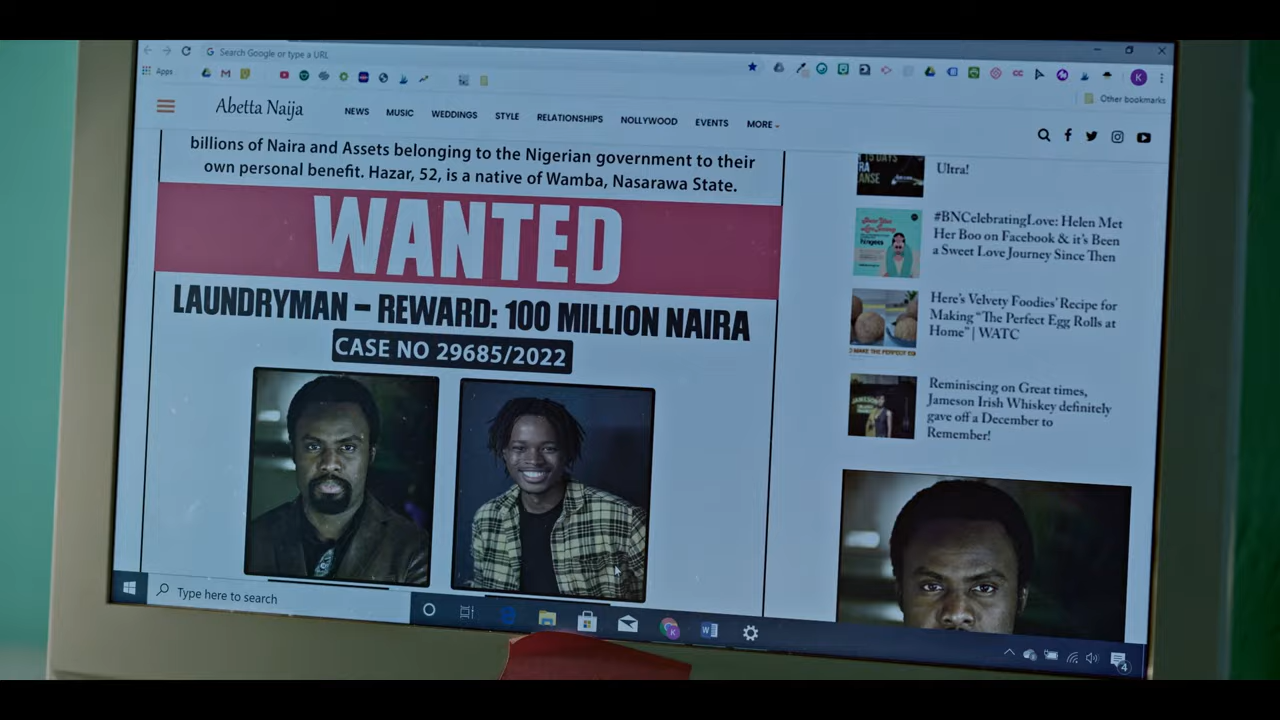 Search Google or type a URL
Apps
Other bookmarks
Abetta Naija
NEWS MUSIC WEDDINGS STYLE RELATIONSHIPS NOLLYWOOD EVENTS MORE
billions of Naira and Assets belonging to the Nigerian government to their
own personal benefit. Hazar, 52, is a native of Wamba, Nasarawa State.
WANTED
LAUNDRYMAN – REWARD: 100 MILLION NAIRA
CASE NO 29685/2022
Ultra!
#BNCelebratingLove: Helen Met
Her Boo on Facebook & it's Been
a Sweet Love Journey Since Then
Here's Velvety Foodies' Recipe for
Making "The Perfect Egg Rolls at
Home" | WATC
Reminiscing on Great times,
Jameson Irish Whiskey definitely
gave off a December to
Remember!
Type here to search
4